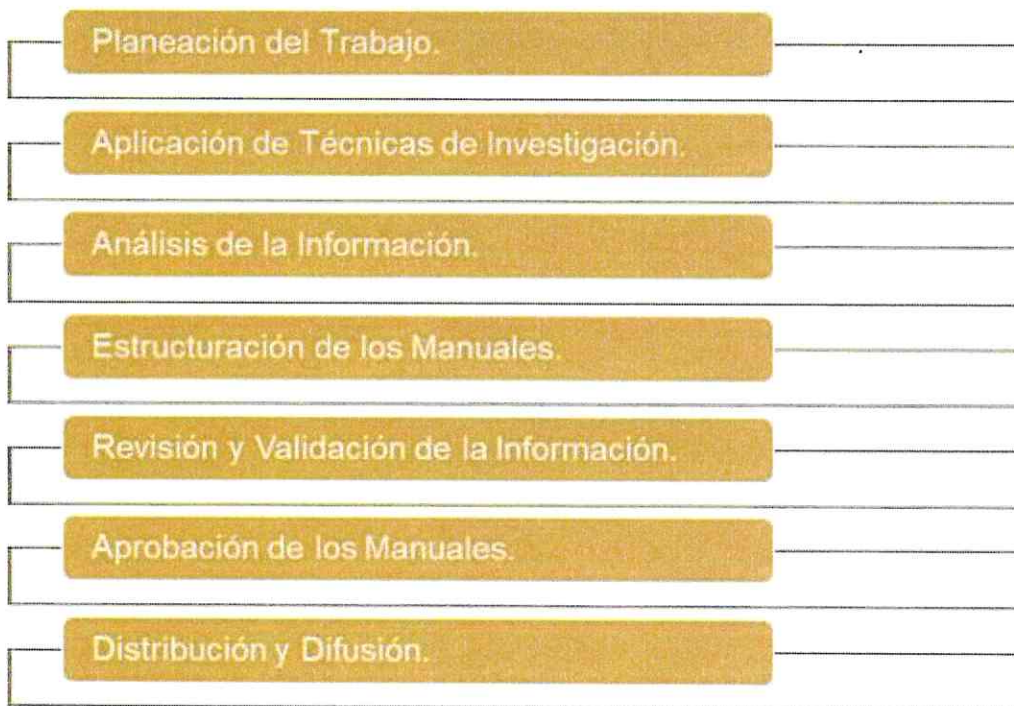 Planeación del Trabajo.
Aplicación de Técnicas de Investigación.
Análisis de la Información.
Estructuración de los Manuales.
Revisión y Validación de la Información.
Aprobación de los Manuales.
Distribución y Difusión.